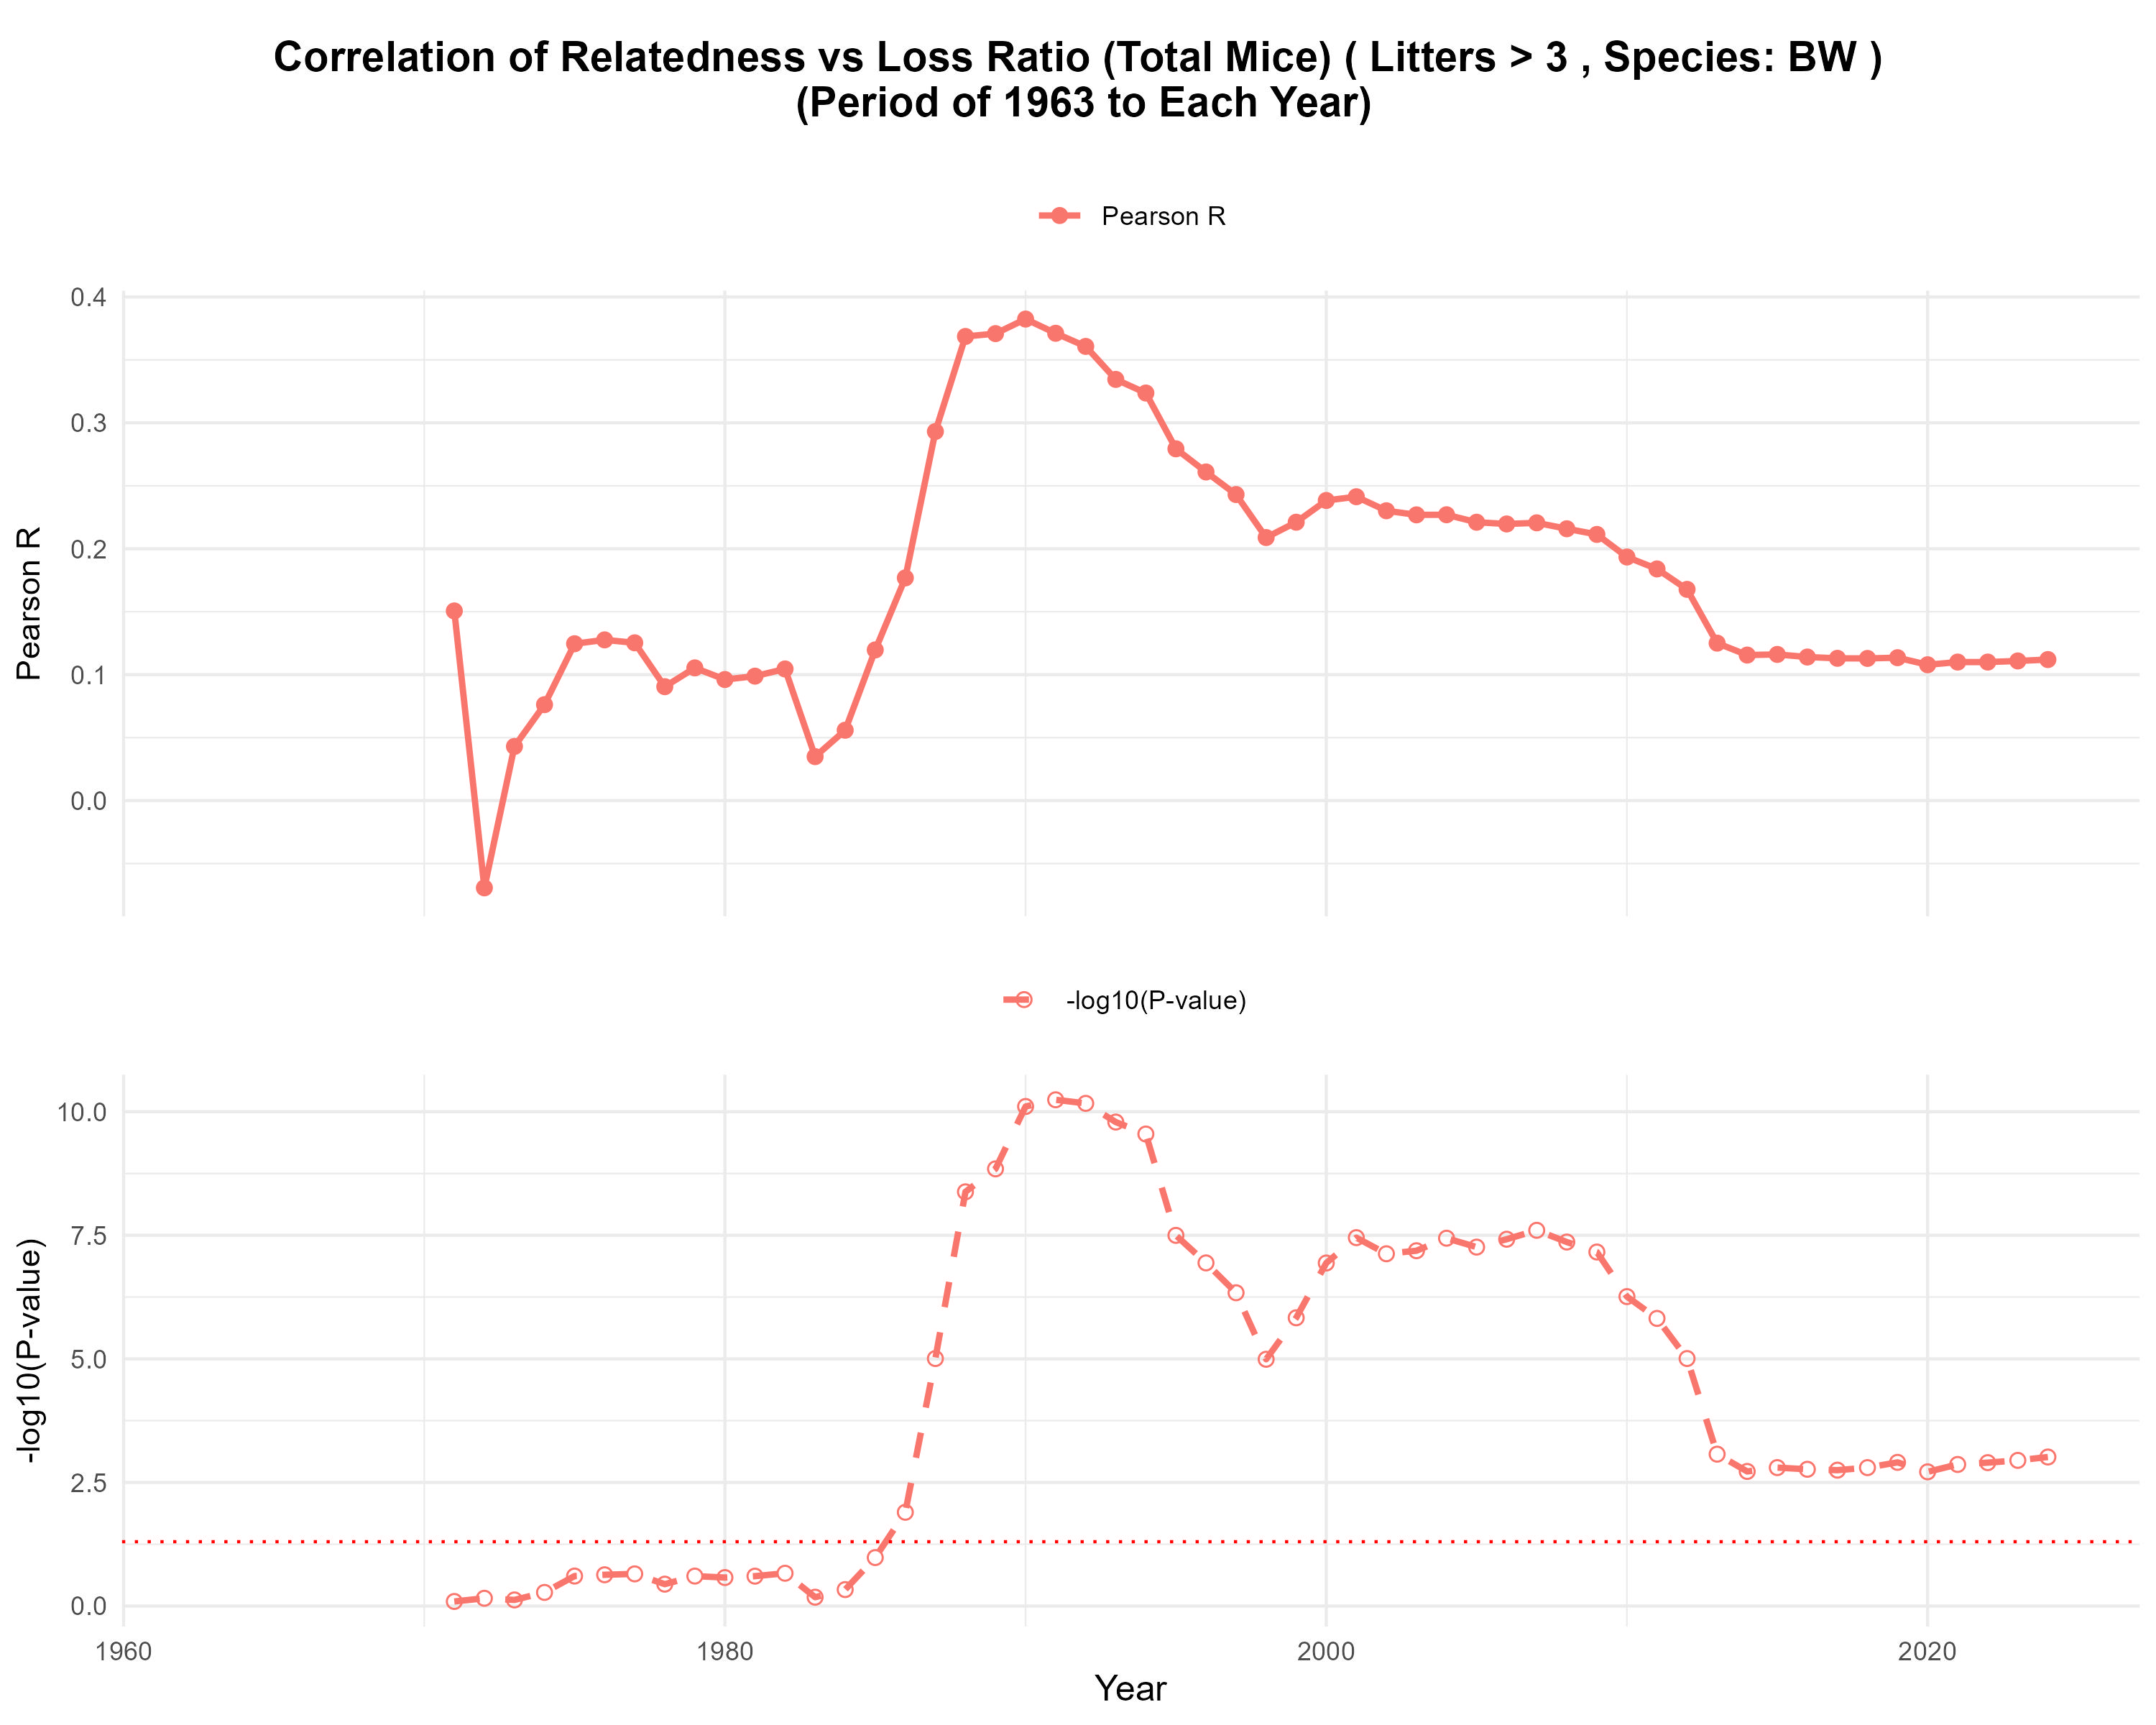 Correlation of Relatedness vs Loss Ratio (Total Mice) ( Litters > 3 , Species: BW )
(Period of 1963 to Each Year)
Pearson R
0.4
0.3
0.2
0.1
0.0
Pearson R
-log10(P-value)
10.0
7.5
5.0
2.5
0.0
-log10(P-value)
1960
1980
2000
2020
Year